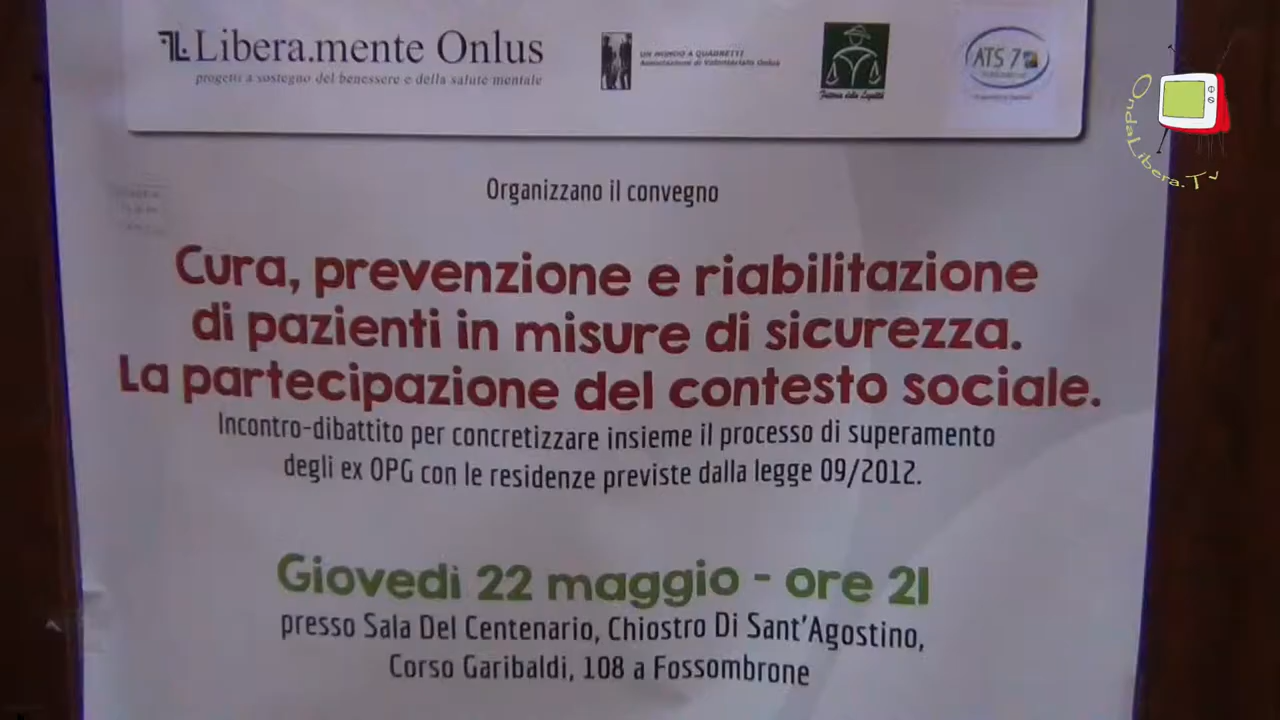 Libera.mente Onlus
progetti a sostegno del benessere e della salute mentale
UN MONDO A QUADRETTI
Associazione di Volontariato Onlus
ATS 7
OndaLibera.Tv
Organizzano il convegno
Cura, prevenzione e riabilitazione
di pazienti in misure di sicurezza.
La partecipazione del contesto sociale.
Incontro-dibattito per concretizzare insieme il processo di superamento
degli ex OPG con le residenze previste dalla legge 09/2012.
Giovedì 22 maggio - ore 21
presso Sala Del Centenario, Chiostro Di Sant'Agostino,
Corso Garibaldi, 108 a Fossombrone